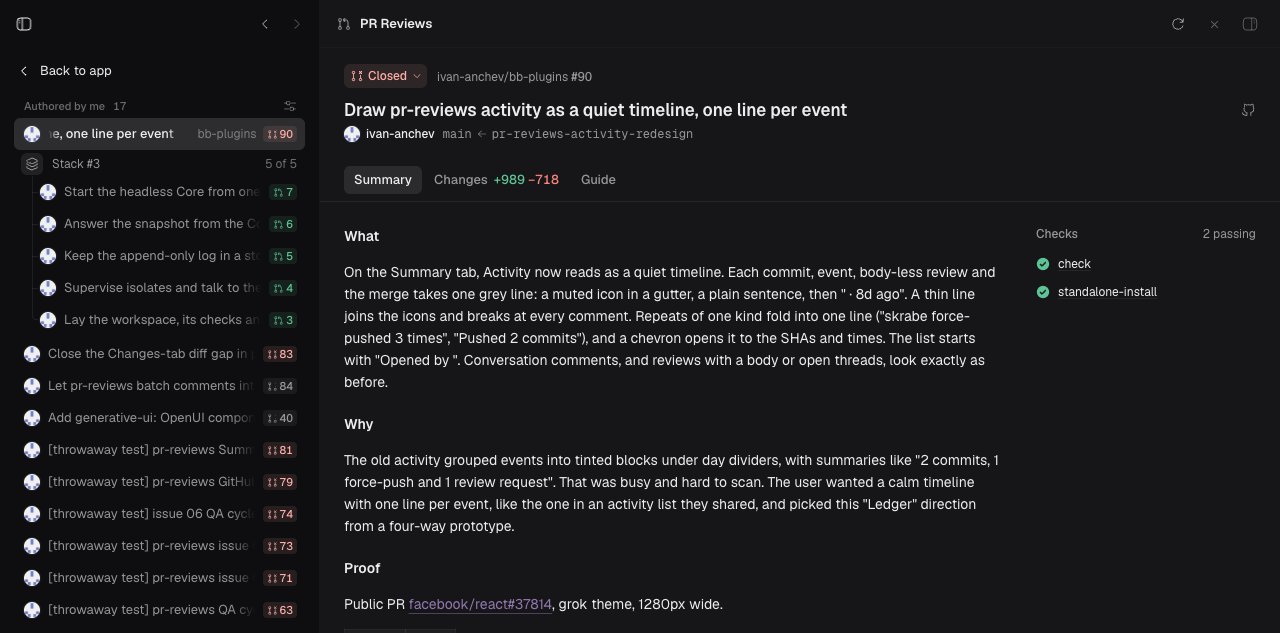 PR Reviews
Back to app
Authored by me 17
e, one line per event bb-plugins 90
Stack #3 5 of 5
Start the headless Core from one 7
Answer the snapshot from the 6
Keep the append-only log in a 5
Supervise isolates and talk to the 4
Lay the workspace, its checks 3
Close the Changes-tab diff gap in 83
Let pr-reviews batch comments 84
Add generative-ui: OpenUI 40
[throwaway test] pr-reviews 81
[throwaway test] pr-reviews 79
[throwaway test] issue 06 QA 74
[throwaway test] pr-reviews issue 73
[throwaway test] pr-reviews issue 71
[throwaway test] pr-reviews QA 63
Closed ivan-anchev/bb-plugins #90
Draw pr-reviews activity as a quiet timeline, one line per event
ivan-anchev main ← pr-reviews-activity-redesign
Summary Changes +989 −718 Guide
What
On the Summary tab, Activity now reads as a quiet timeline. Each commit, event, body-less review and
the merge takes one grey line: a muted icon in a gutter, a plain sentence, then " · 8d ago". A thin line
joins the icons and breaks at every comment. Repeats of one kind fold into one line ("skrabe force-
pushed 3 times", "Pushed 2 commits"), and a chevron opens it to the SHAs and times. The list starts
with "Opened by ". Conversation comments, and reviews with a body or open threads, look exactly as
before.
Why
The old activity grouped events into tinted blocks under day dividers, with summaries like "2 commits, 1
force-push and 1 review request". That was busy and hard to scan. The user wanted a calm timeline
with one line per event, like the one in an activity list they shared, and picked this "Ledger" direction
from a four-way prototype.
Proof
Public PR facebook/react#37814, grok theme, 1280px wide.
Checks 2 passing
check
standalone-install